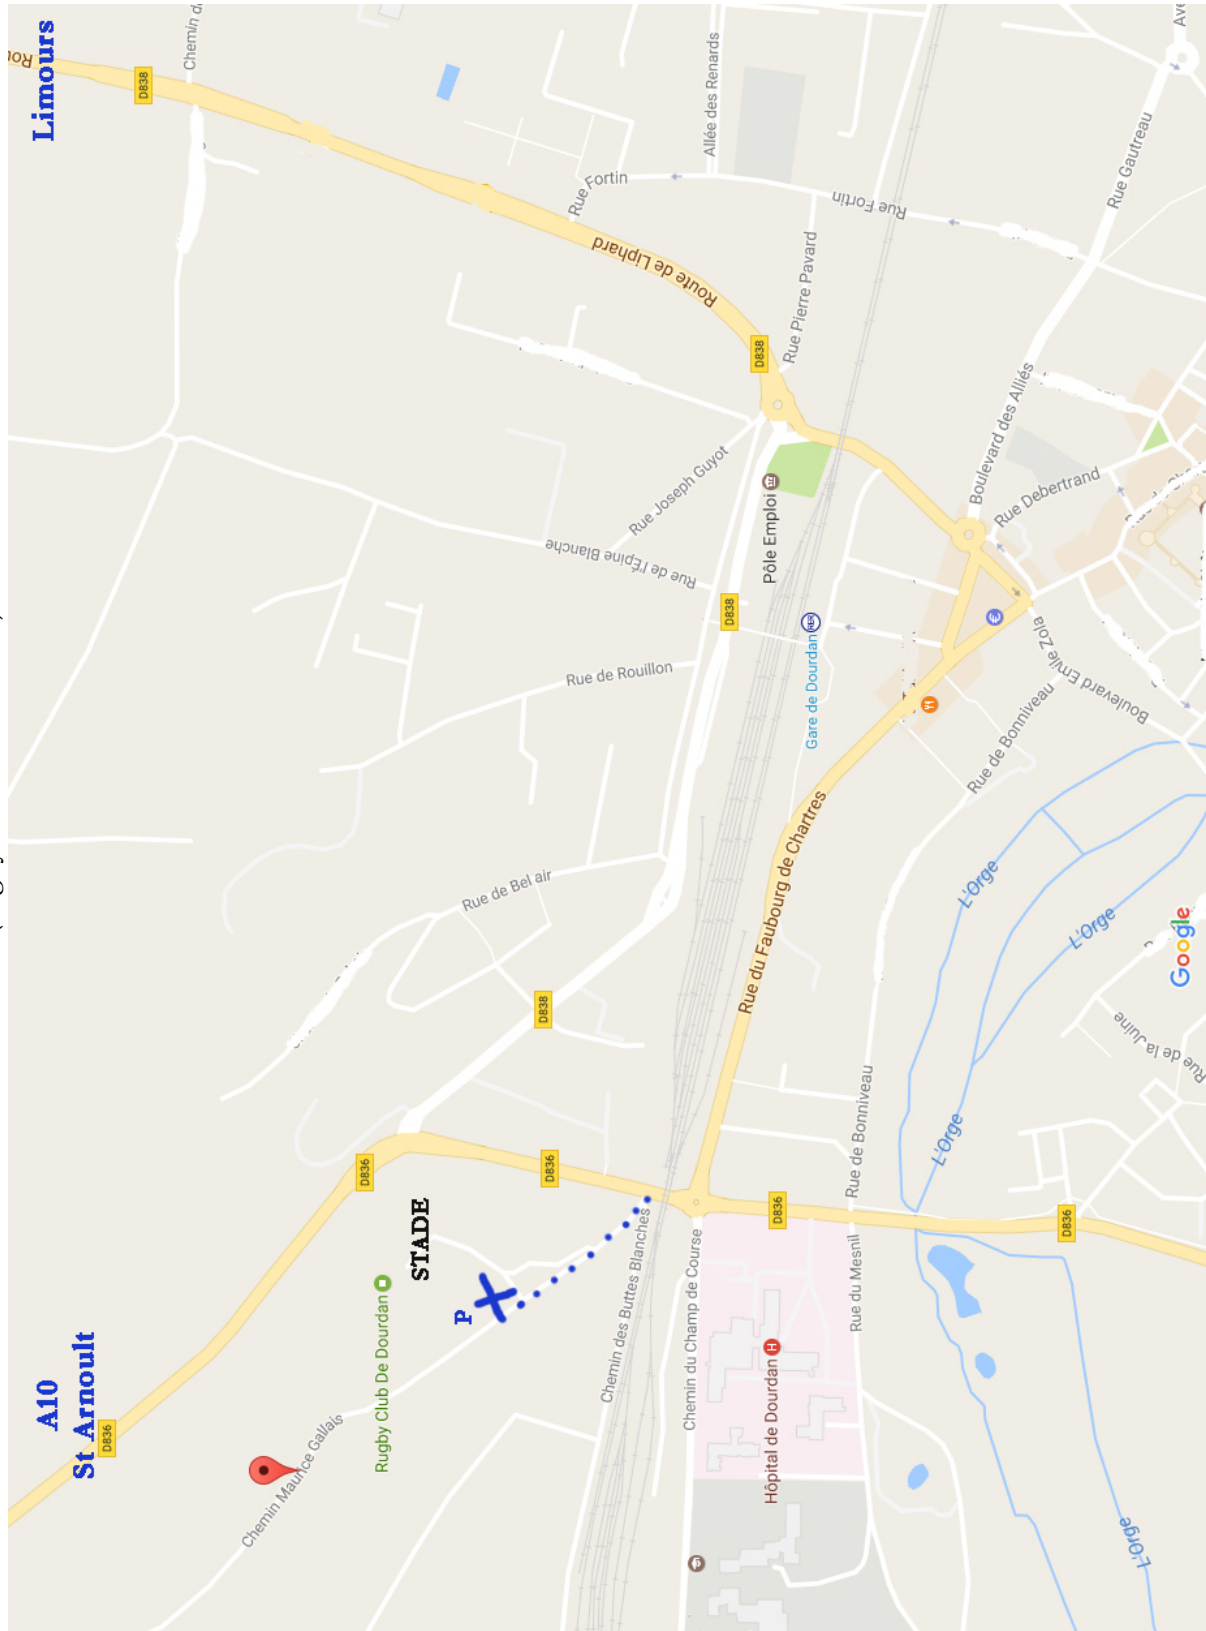 A10
St Arnoult
Limours
D836
D838
Chemin Maurice Gallais
Rugby Club De Dourdan
STADE
P
D836
D836
D838
Rue de Bel air
Rue de Rouillon
Rue de l'Épine Blanche
Rue Joseph Guyot
D838
D838
Route de Liphard
Rue Fortin
Allée des Renards
Rue Fortin
Rue Pierre Pavard
Rue Gautreau
Pôle Emploi
Gare de Dourdan
RER
Chemin des Buttes Blanches
Chemin du Champ de Course
Hôpital de Dourdan
H
D836
Rue du Mesnil
Rue de Bonniveau
Rue du Faubourg de Chartres
Rue de Bonniveau
Boulevard Emile Zola
Boulevard des Alliés
Rue Debertrand
L'Orge
L'Orge
L'Orge
L'Orge
D836
Rue de la Juine
Google